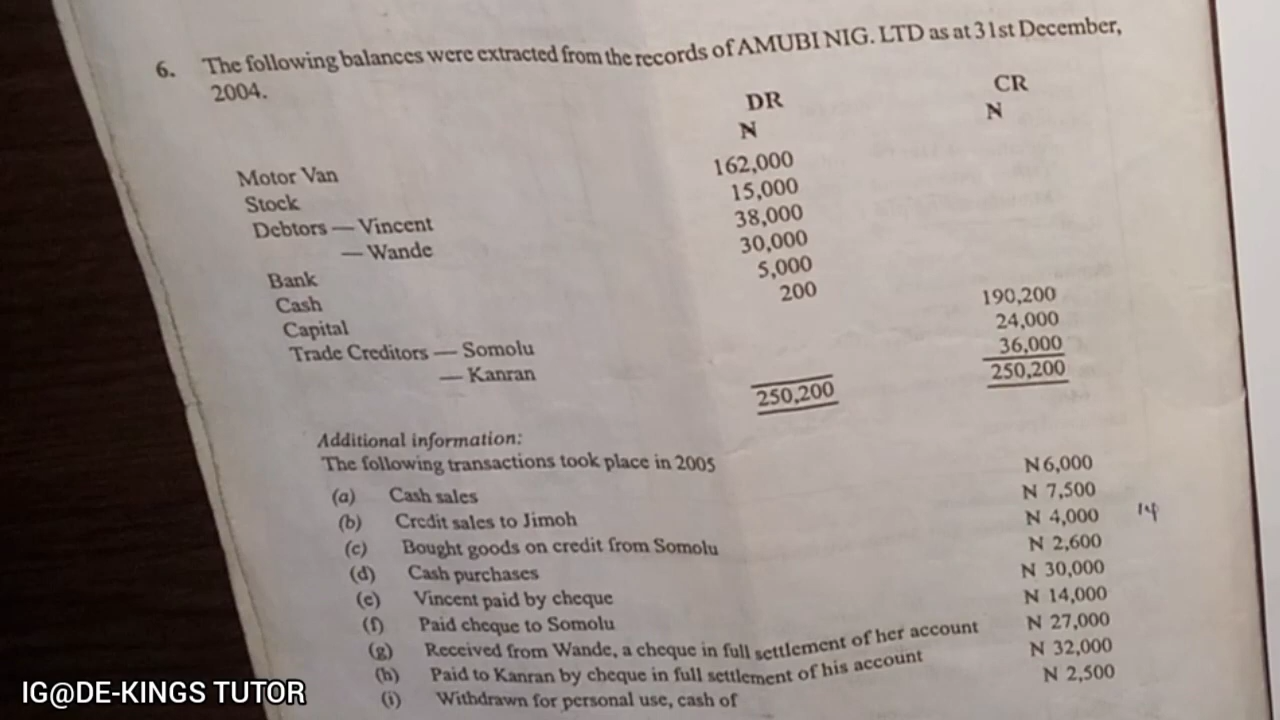 6. The following balances were extracted from the records of AMUBI NIG. LTD as at 31st December,
2004.
DR CR
N N
Motor Van 162,000
Stock 15,000
Debtors — Vincent 38,000
— Wande 30,000
Bank 5,000
Cash 200
Capital 190,200
Trade Creditors — Somolu 24,000
— Kanran 36,000
250,200 250,200
Additional information:
The following transactions took place in 2005
(a) Cash sales N6,000
(b) Credit sales to Jimoh N 7,500
(c) Bought goods on credit from Somolu N 4,000 14
(d) Cash purchases N 2,600
(e) Vincent paid by cheque N 30,000
(f) Paid cheque to Somolu N 14,000
(g) Received from Wande, a cheque in full settlement of her account N 27,000
(h) Paid to Kanran by cheque in full settlement of his account N 32,000
(i) Withdrawn for personal use, cash of N 2,500
IG@DE-KINGS TUTOR